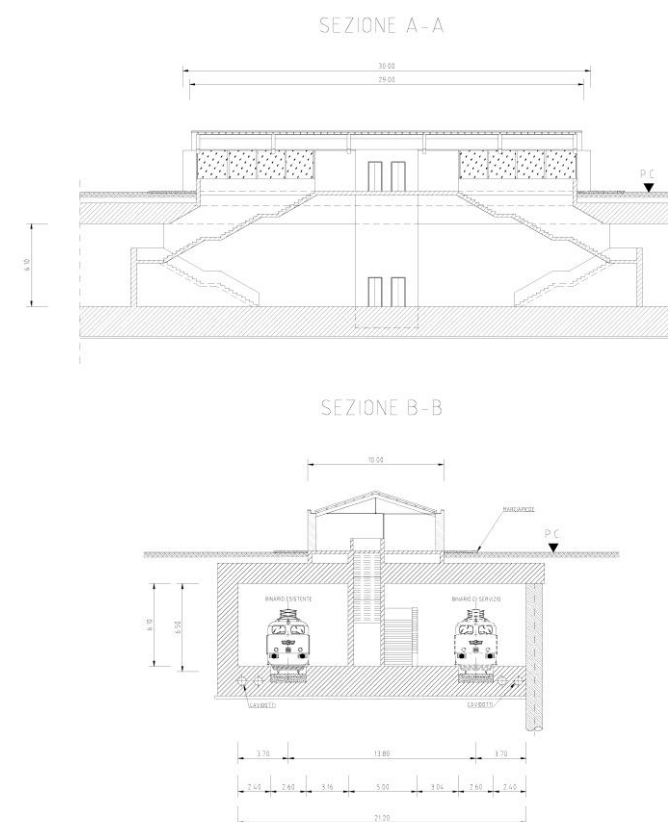 SEZIONE A-A
30.00
29.00
P.C
6.10
SEZIONE B-B
10.00
MARCIAPIEDE
P.C
BINARIO ESISTENTE
BINARIO DI SERVIZIO
6.10
6.50
CAVIDOTTI
CAVIDOTTI
3.70
13.80
3.70
2.40
2.60
3.16
5.00
3.04
2.60
2.40
21.20